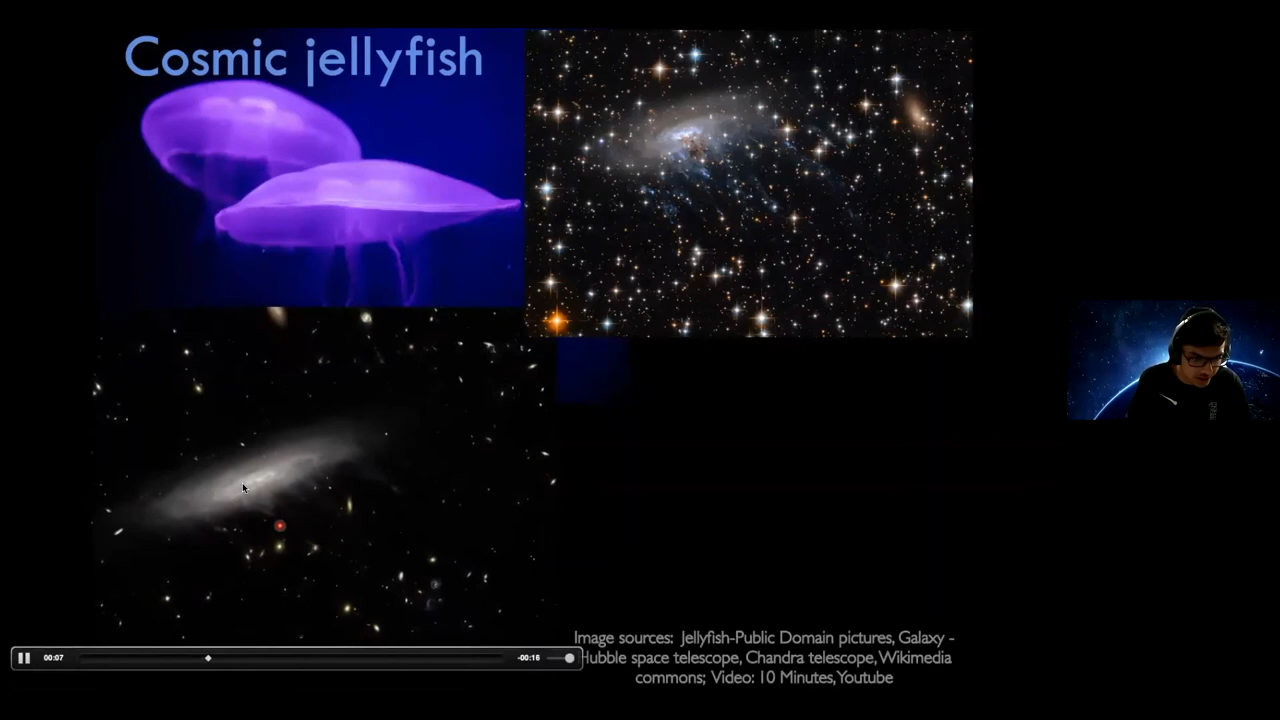 Cosmic jellyfish
Image sources: Jellyfish-Public Domain pictures, Galaxy -
Hubble space telescope, Chandra telescope, Wikimedia
commons; Video: 10 Minutes, Youtube
00:07
-00:16